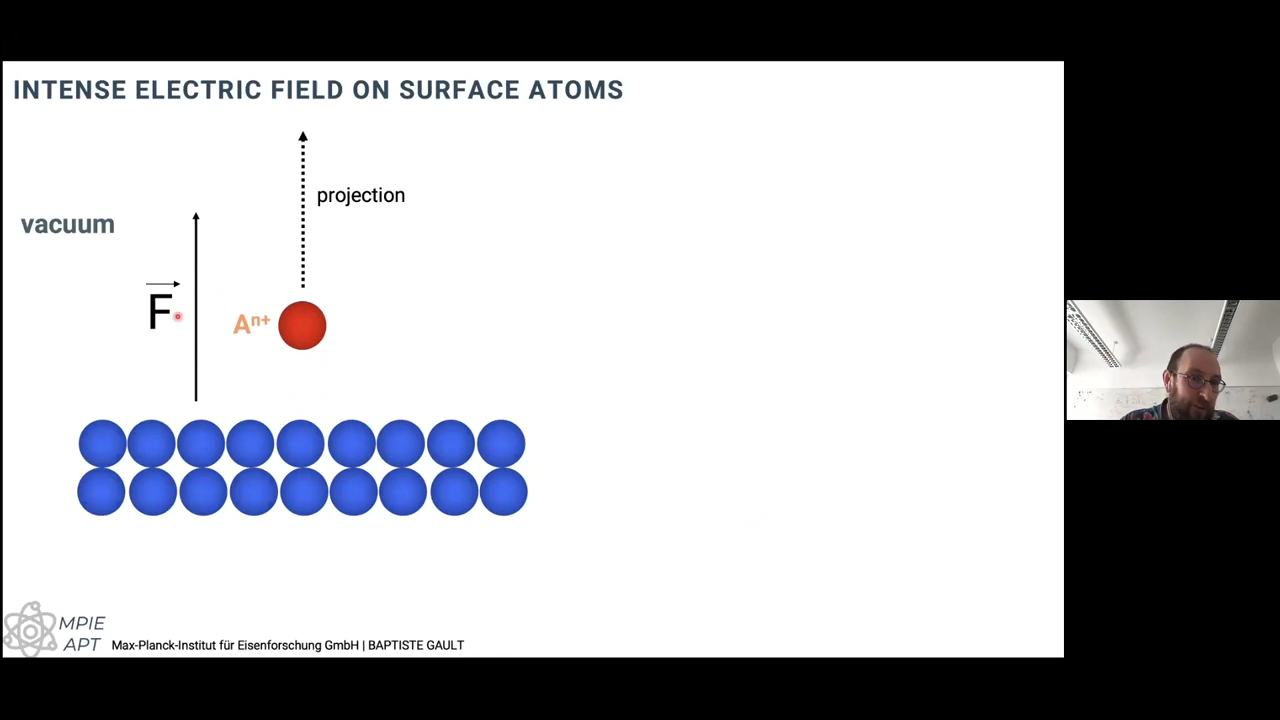 INTENSE ELECTRIC FIELD ON SURFACE ATOMS
projection
vacuum
F
Aⁿ⁺
MPIE
APT
Max-Planck-Institut für Eisenforschung GmbH | BAPTISTE GAULT